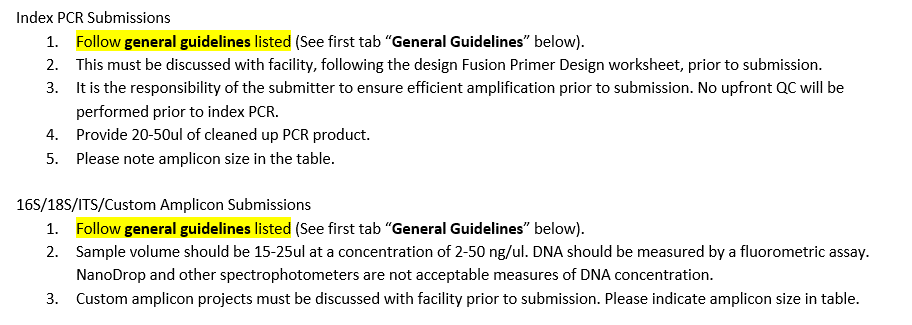 Index PCR Submissions
1. Follow general guidelines listed (See first tab “General Guidelines” below).
2. This must be discussed with facility, following the design Fusion Primer Design worksheet, prior to submission.
3. It is the responsibility of the submitter to ensure efficient amplification prior to submission. No upfront QC will be
performed prior to index PCR.
4. Provide 20-50ul of cleaned up PCR product.
5. Please note amplicon size in the table.
16S/18S/ITS/Custom Amplicon Submissions
1. Follow general guidelines listed (See first tab “General Guidelines” below).
2. Sample volume should be 15-25ul at a concentration of 2-50 ng/ul. DNA should be measured by a fluorometric assay.
NanoDrop and other spectrophotometers are not acceptable measures of DNA concentration.
3. Custom amplicon projects must be discussed with facility prior to submission. Please indicate amplicon size in table.